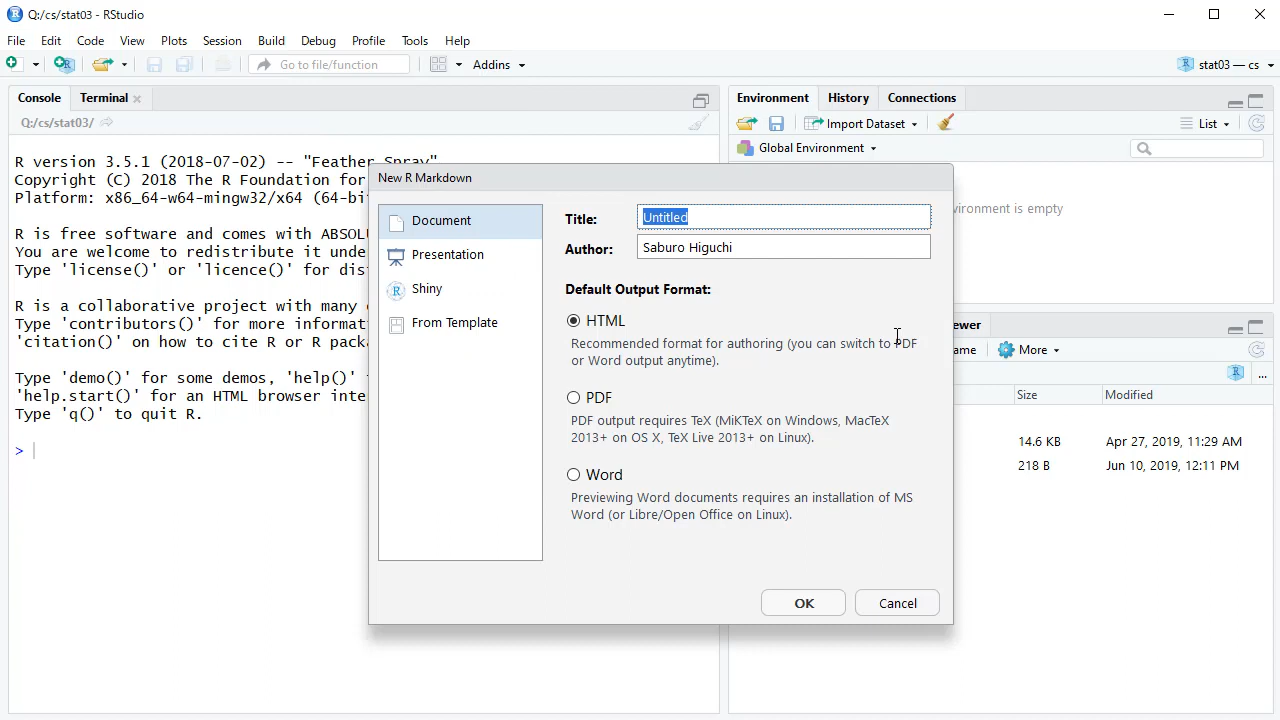 Q:/cs/stat03 - RStudio
File Edit Code View Plots Session Build Debug Profile Tools Help
Go to file/function Addins stat03 — cs
Console Terminal
Q:/cs/stat03/
R version 3.5.1 (2018-07-02) -- "Feather Spray"
Copyright (C) 2018 The R Foundation for
Platform: x86_64-w64-mingw32/x64 (64-bi
R is free software and comes with ABSOL
You are welcome to redistribute it unde
Type 'license()' or 'licence()' for dis
R is a collaborative project with many
Type 'contributors()' for more informat
'citation()' on how to cite R or R pack
Type 'demo()' for some demos, 'help()'
'help.start()' for an HTML browser inte
Type 'q()' to quit R.
>
Environment History Connections
Import Dataset List
Global Environment
vironment is empty
ewer
ame More
...
Size Modified
14.6 KB Apr 27, 2019, 11:29 AM
218 B Jun 10, 2019, 12:11 PM
New R Markdown
Document
Presentation
Shiny
From Template
Title: Untitled
Author: Saburo Higuchi
Default Output Format:
HTML
Recommended format for authoring (you can switch to PDF
or Word output anytime).
PDF
PDF output requires TeX (MiKTeX on Windows, MacTeX
2013+ on OS X, TeX Live 2013+ on Linux).
Word
Previewing Word documents requires an installation of MS
Word (or Libre/Open Office on Linux).
OK Cancel